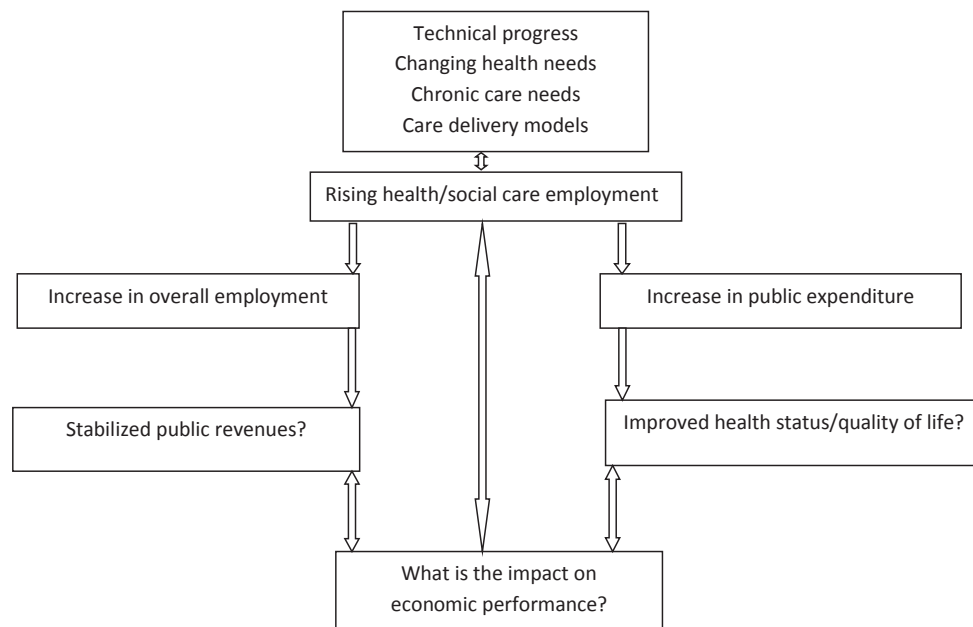 Technical progress
Changing health needs
Chronic care needs
Care delivery models
Rising health/social care employment
Increase in overall employment
Increase in public expenditure
Stabilized public revenues?
Improved health status/quality of life?
What is the impact on
economic performance?